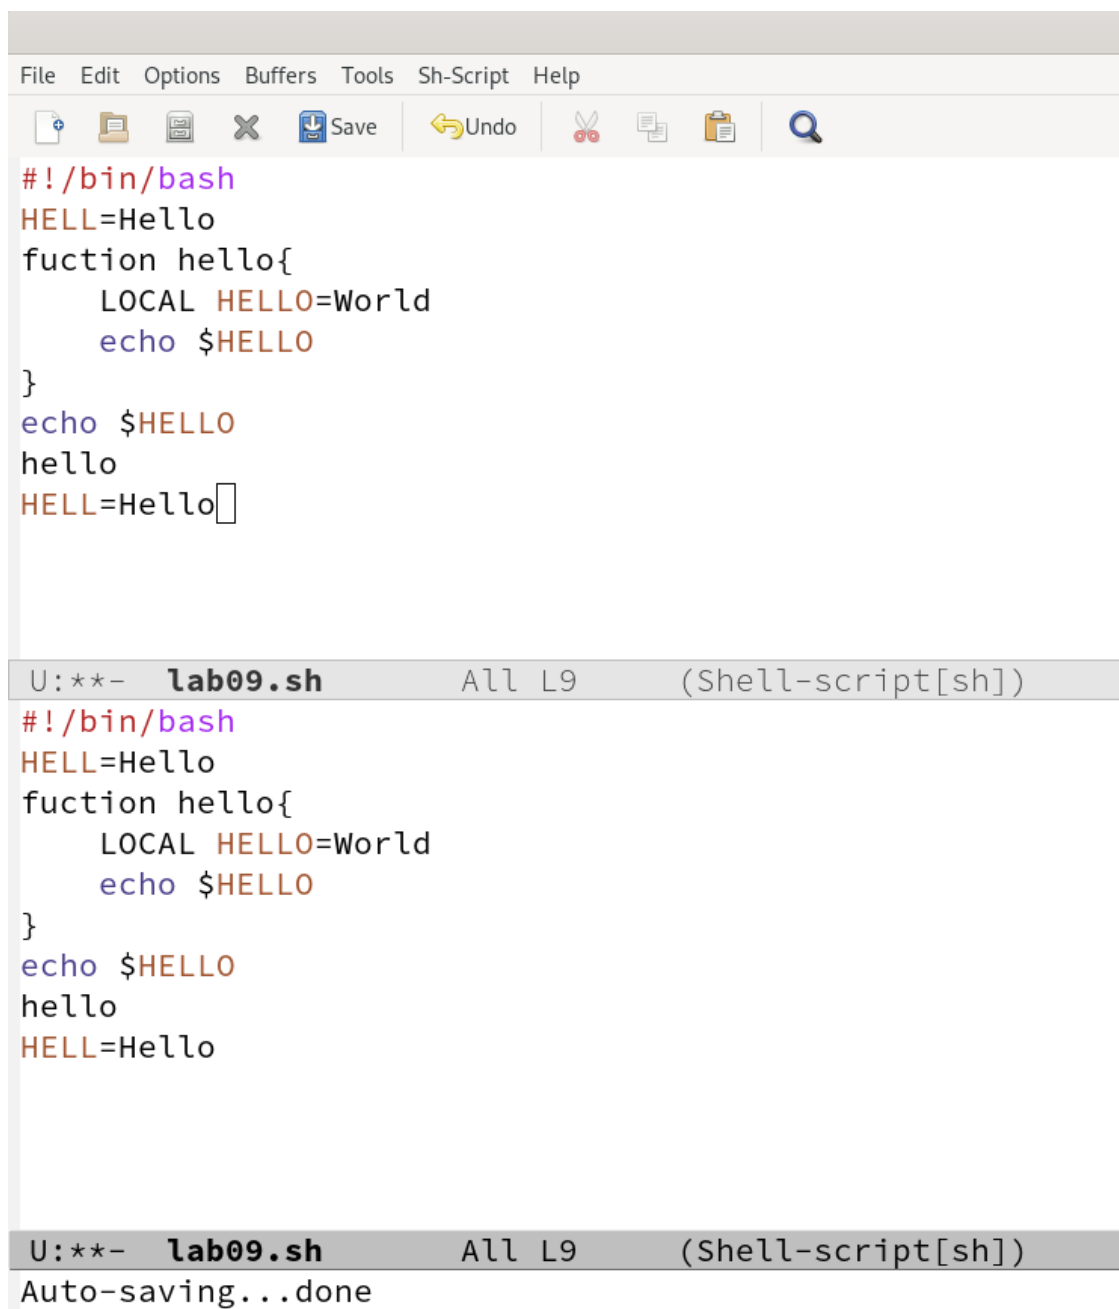 File Edit Options Buffers Tools Sh-Script Help
Save Undo
#!/bin/bash
HELL=Hello
fuction hello{
    LOCAL HELLO=World
    echo $HELLO
}
echo $HELLO
hello
HELL=Hello
U:**- lab09.sh All L9 (Shell-script[sh])
#!/bin/bash
HELL=Hello
fuction hello{
    LOCAL HELLO=World
    echo $HELLO
}
echo $HELLO
hello
HELL=Hello
U:**- lab09.sh All L9 (Shell-script[sh])
Auto-saving...done